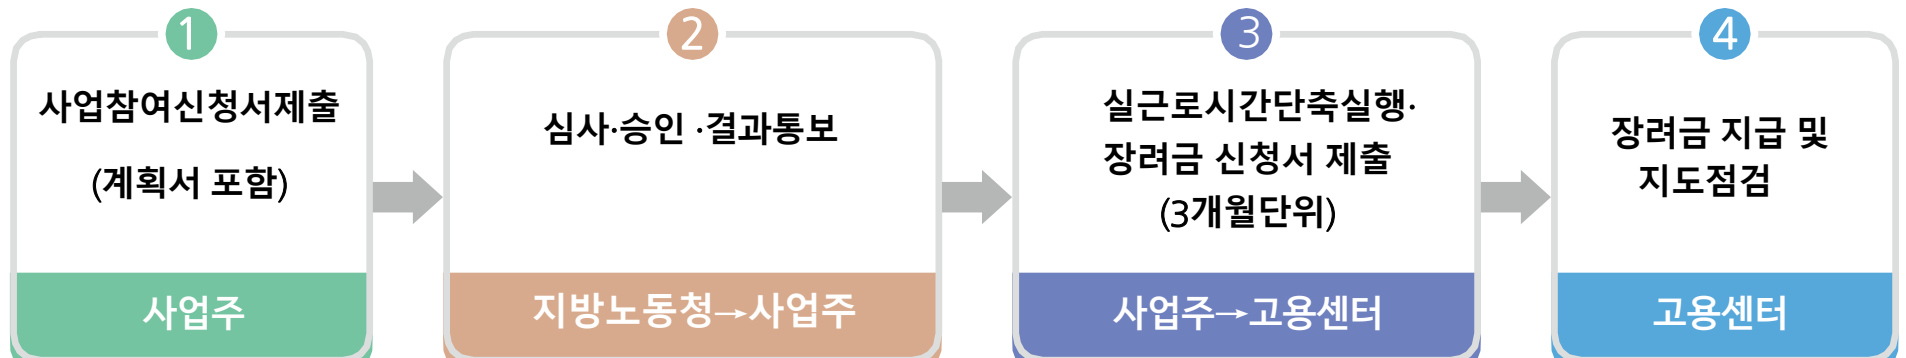 1
사업참여신청서제출
(계획서 포함)
사업주
2
심사·승인 ·결과통보
지방노동청→사업주
3
실근로시간단축실행·
장려금 신청서 제출
(3개월단위)
사업주→고용센터
4
장려금 지급 및
지도점검
고용센터